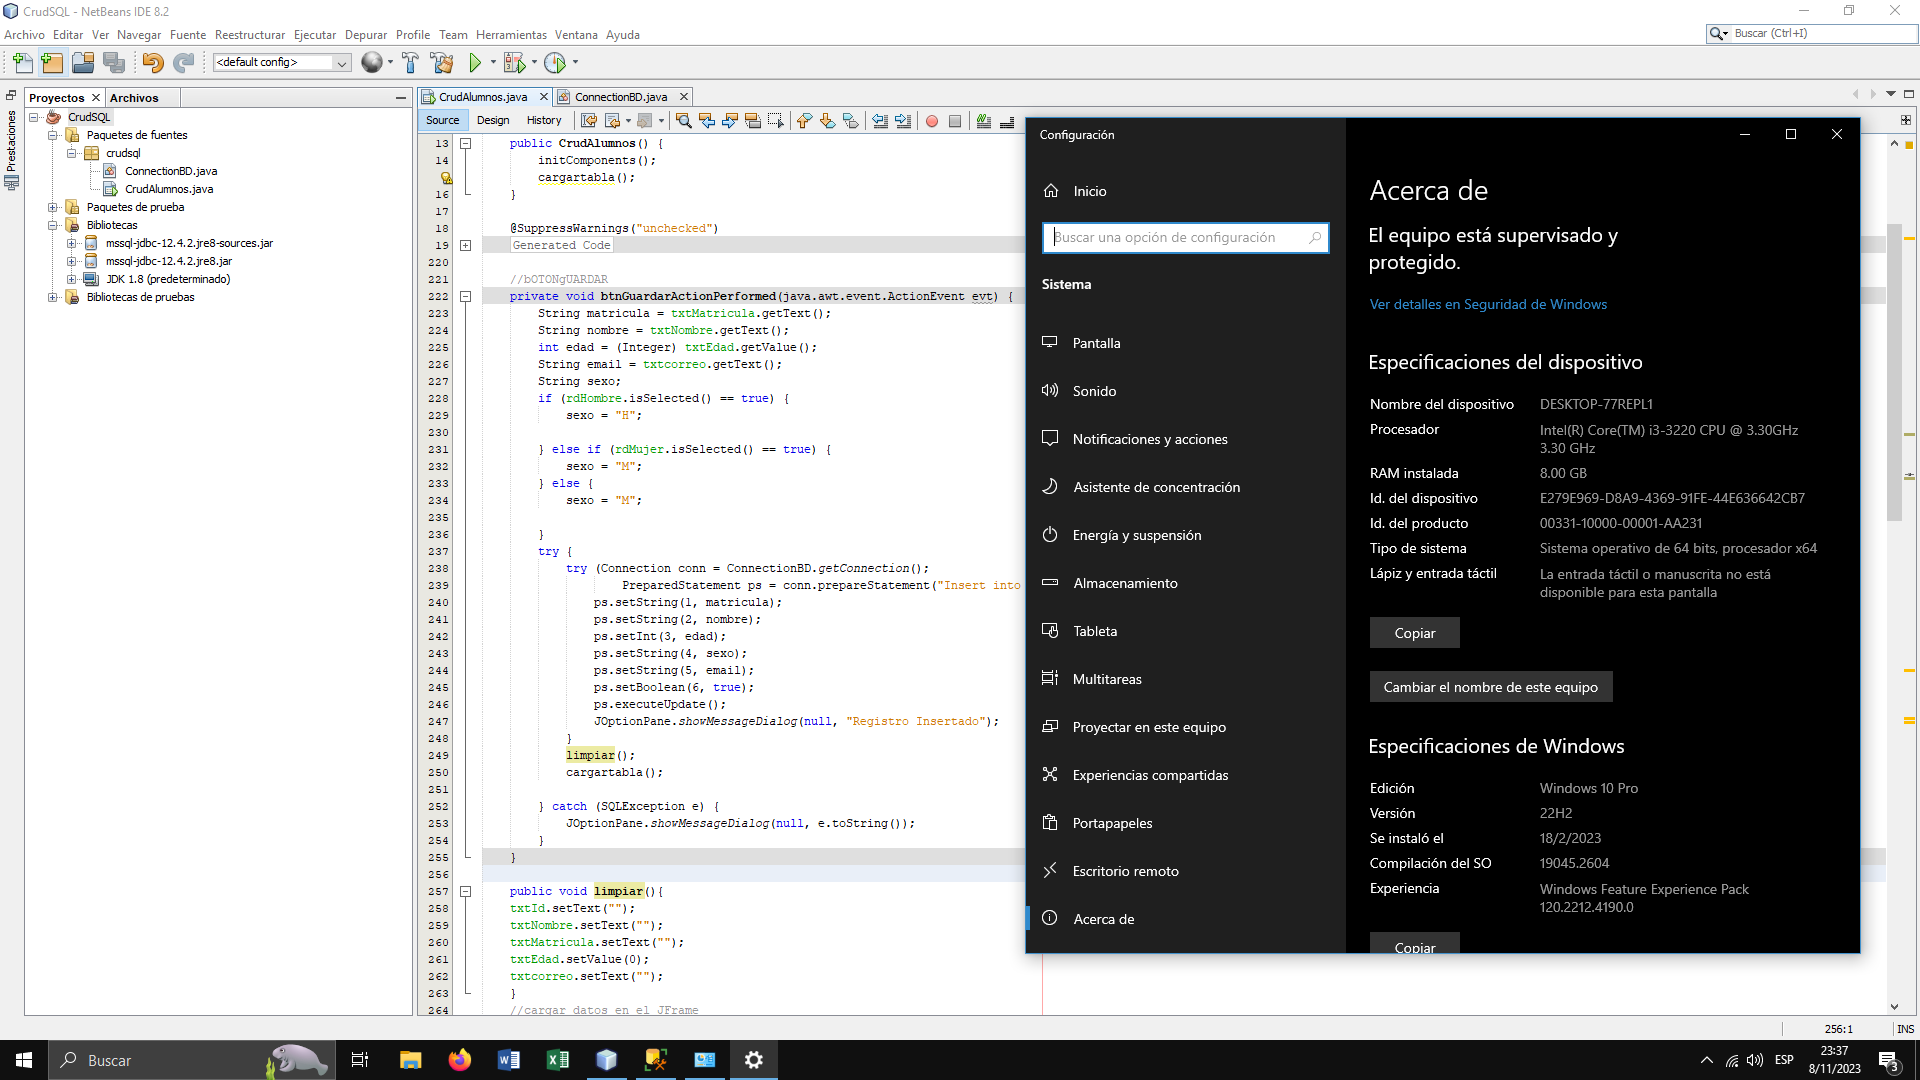 CrudSQL - NetBeans IDE 8.2
Archivo Editar Ver Navegar Fuente Reestructurar Ejecutar Depurar Profile Team Herramientas Ventana Ayuda
Buscar (Ctrl+I)
<default config>
Prestaciones
Proyectos
Archivos
CrudSQL
Paquetes de fuentes
crudsql
ConnectionBD.java
CrudAlumnos.java
Paquetes de prueba
Bibliotecas
mssql-jdbc-12.4.2.jre8-sources.jar
mssql-jdbc-12.4.2.jre8.jar
JDK 1.8 (predeterminado)
Bibliotecas de pruebas
CrudAlumnos.java
ConnectionBD.java
Source Design History
13 public CrudAlumnos() {
14 initComponents();
cargartabla();
16 }
17
18 @SuppressWarnings("unchecked")
19 Generated Code
220
221 //bOTONgUARDAR
222 private void btnGuardarActionPerformed(java.awt.event.ActionEvent evt) {
223 String matricula = txtMatricula.getText();
224 String nombre = txtNombre.getText();
225 int edad = (Integer) txtEdad.getValue();
226 String email = txtcorreo.getText();
227 String sexo;
228 if (rdHombre.isSelected() == true) {
229 sexo = "H";
230
231 } else if (rdMujer.isSelected() == true) {
232 sexo = "M";
233 } else {
234 sexo = "M";
235
236 }
237 try {
238 try (Connection conn = ConnectionBD.getConnection();
239 PreparedStatement ps = conn.prepareStatement("Insert into
240 ps.setString(1, matricula);
241 ps.setString(2, nombre);
242 ps.setInt(3, edad);
243 ps.setString(4, sexo);
244 ps.setString(5, email);
245 ps.setBoolean(6, true);
246 ps.executeUpdate();
247 JOptionPane.showMessageDialog(null, "Registro Insertado");
248 }
249 limpiar();
250 cargartabla();
251
252 } catch (SQLException e) {
253 JOptionPane.showMessageDialog(null, e.toString());
254 }
255 }
256
257 public void limpiar(){
258 txtId.setText("");
259 txtNombre.setText("");
260 txtMatricula.setText("");
261 txtEdad.setValue(0);
262 txtcorreo.setText("");
263 }
264 //cargar datos en el JFrame
Configuración
Inicio
Buscar una opción de configuración
Sistema
Pantalla
Sonido
Notificaciones y acciones
Asistente de concentración
Energía y suspensión
Almacenamiento
Tableta
Multitareas
Proyectar en este equipo
Experiencias compartidas
Portapapeles
Escritorio remoto
Acerca de
Acerca de
El equipo está supervisado y
protegido.
Ver detalles en Seguridad de Windows
Especificaciones del dispositivo
Nombre del dispositivo DESKTOP-77REPL1
Procesador Intel(R) Core(TM) i3-3220 CPU @ 3.30GHz
3.30 GHz
RAM instalada 8.00 GB
Id. del dispositivo E279E969-D8A9-4369-91FE-44E636642CB7
Id. del producto 00331-10000-00001-AA231
Tipo de sistema Sistema operativo de 64 bits, procesador x64
Lápiz y entrada táctil La entrada táctil o manuscrita no está
disponible para esta pantalla
Copiar
Cambiar el nombre de este equipo
Especificaciones de Windows
Edición Windows 10 Pro
Versión 22H2
Se instaló el 18/2/2023
Compilación del SO 19045.2604
Experiencia Windows Feature Experience Pack
120.2212.4190.0
Copiar
256:1 INS
Buscar
ESP
23:37
8/11/2023
3